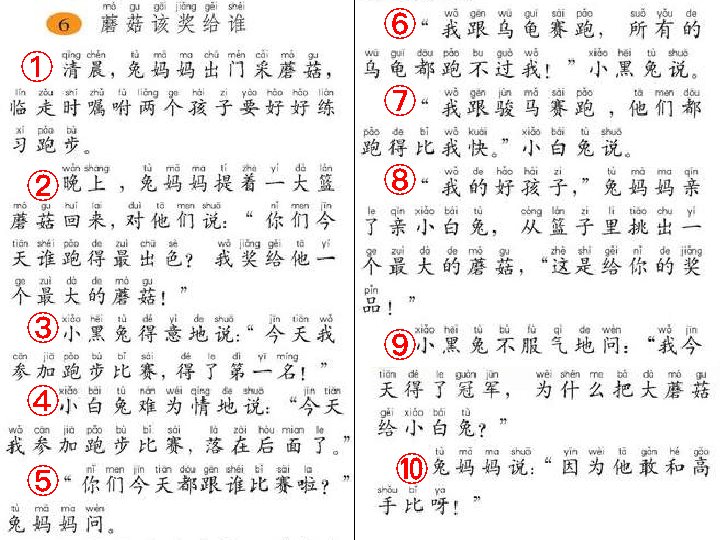 mó gu gāi jiǎng gěi shéi
6 蘑菇该奖给谁
qīng chén, tù mā ma chū mén cǎi mó gu
① 清晨，兔妈妈出门采蘑菇，
lín zǒu shí zhǔ fù liǎng ge hái zi yào hǎo hǎo liàn
临走时嘱咐两个孩子要好好练
xí pǎo bù
习跑步。
wǎn shang tù mā ma tí zhe yí dà lán
② 晚上，兔妈妈提着一大篮
mó gu huí lai duì tā men shuō nǐ men jīn
蘑菇回来，对他们说：“你们今
tiān shéi pǎo de zuì chū sè wǒ jiǎng gěi tā yí
天谁跑得最出色？我奖给他一
ge zuì dà de mó gu
个最大的蘑菇！”
xiǎo hēi tù dé yì de shuō jīn tiān wǒ
③ 小黑兔得意地说：“今天我
cān jiā pǎo bù bǐ sài dé le dì yī míng
参加跑步比赛，得了第一名！”
xiǎo bái tù nán wéi qíng de shuō jīn tiān
④ 小白兔难为情地说：“今天
wǒ cān jiā pǎo bù bǐ sài là zài hòu mian le
我参加跑步比赛，落在后面了。”
nǐ men jīn tiān dōu gēn shéi bǐ sài la
⑤ “你们今天都跟谁比赛啦？”
tù mā ma wèn
兔妈妈问。
wǒ gēn wū guī sài pǎo suǒ yǒu de
⑥ “我跟乌龟赛跑，所有的
wū guī dōu pǎo bu guò wǒ xiǎo hēi tù shuō
乌龟都跑不过我！”小黑兔说。
wǒ gēn jùn mǎ sài pǎo tā men dōu
⑦ “我跟骏马赛跑，他们都
pǎo de bǐ wǒ kuài xiǎo bái tù shuō
跑得比我快。”小白兔说。
wǒ de hǎo hái zi tù mā ma qīn
⑧ “我的好孩子，”兔妈妈亲
le qīn xiǎo bái tù cóng lán zi li tiāo chu yí
了亲小白兔，从篮子里挑出一
ge zuì dà de mó gu zhè shì gěi nǐ de jiǎng
个最大的蘑菇，“这是给你的奖
pǐn
品！”
xiǎo hēi tù bù fú qì de wèn wǒ jīn
⑨ 小黑兔不服气地问：“我今
tiān dé le guàn jūn wèi shén me bǎ dà mó gu
天得了冠军，为什么把大蘑菇
gěi xiǎo bái tù
给小白兔？”
tù mā ma shuō yīn wèi tā gǎn hé gāo
⑩ 兔妈妈说：“因为他敢和高
shǒu bǐ ya
手比呀！”